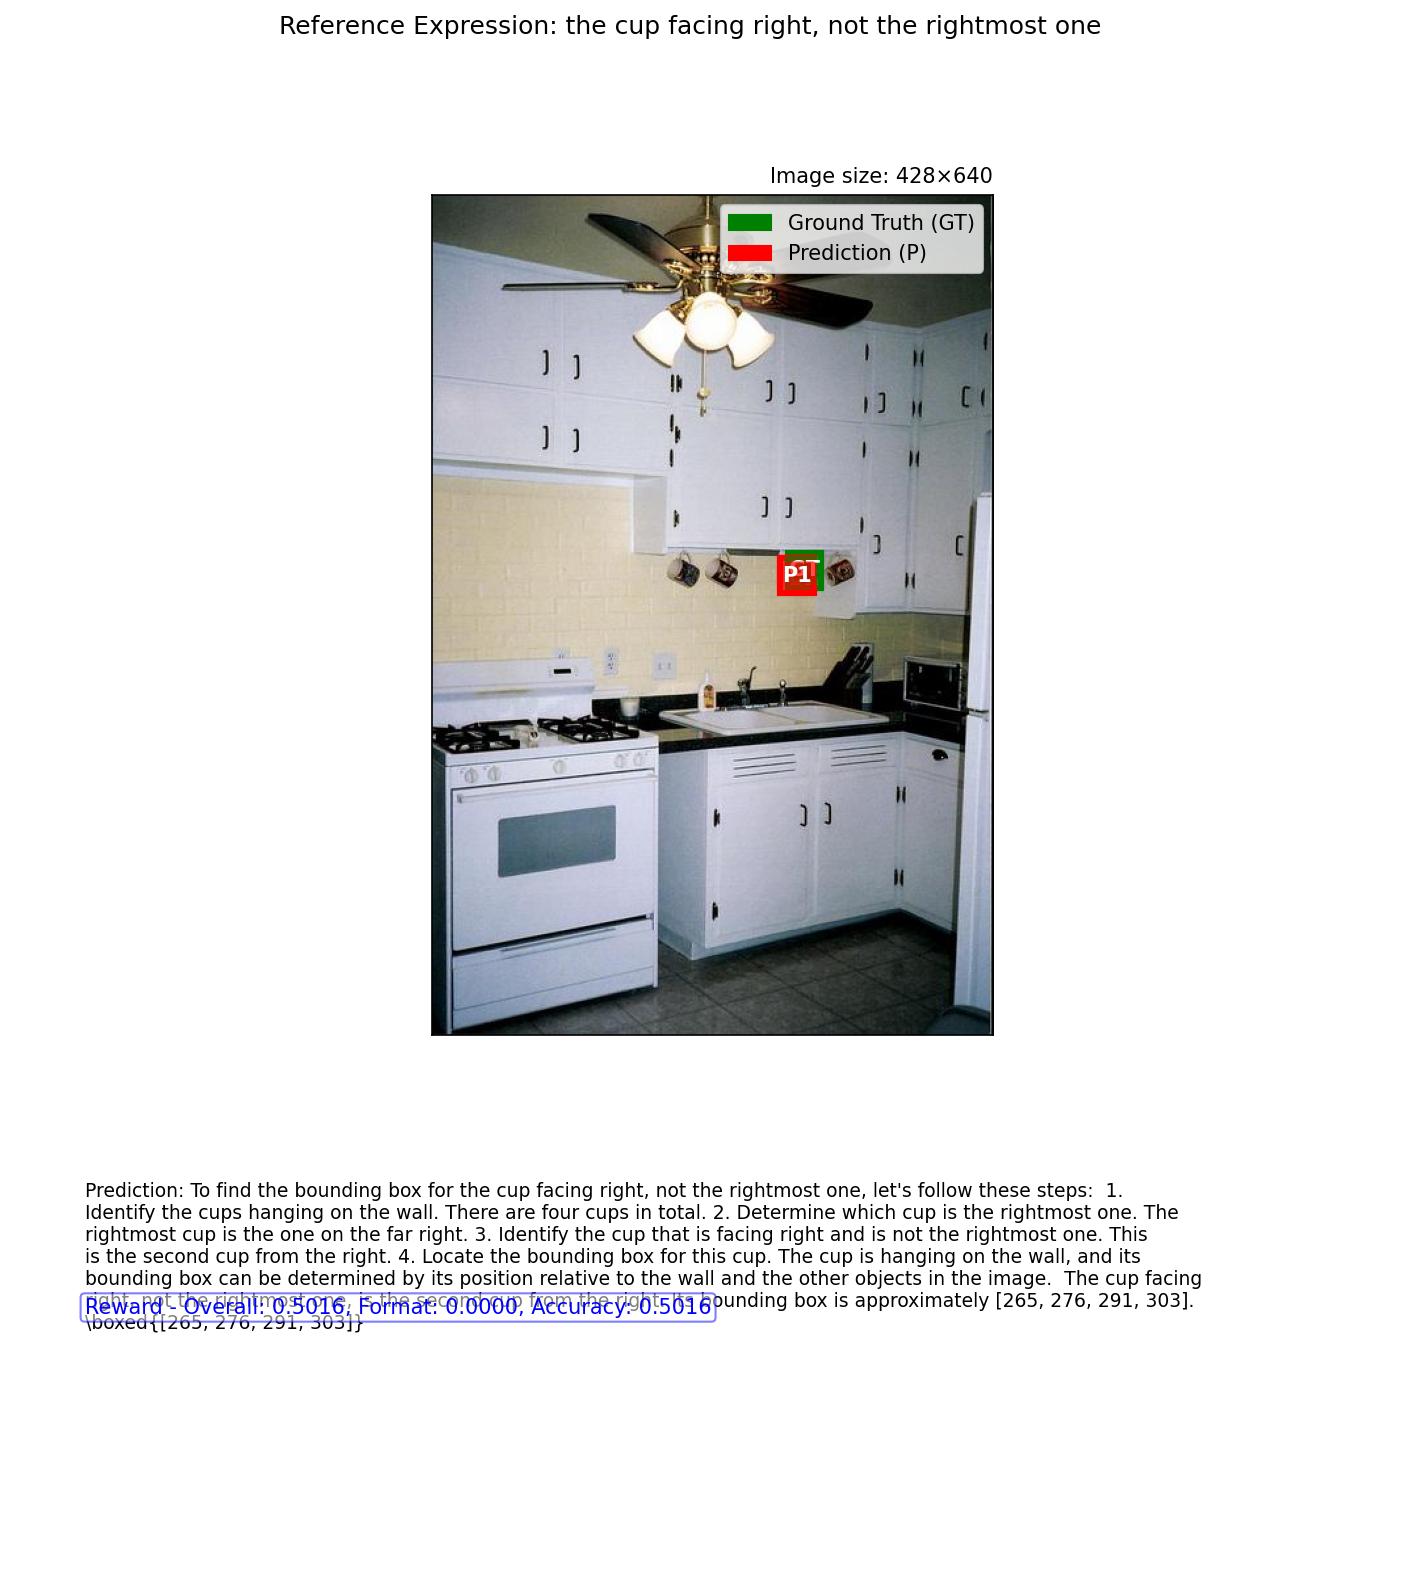 Reference Expression: the cup facing right, not the rightmost one
Image size: 428×640
Ground Truth (GT)
Prediction (P)
GT
P1
Prediction: To find the bounding box for the cup facing right, not the rightmost one, let's follow these steps:  1.
Identify the cups hanging on the wall. There are four cups in total. 2. Determine which cup is the rightmost one. The
rightmost cup is the one on the far right. 3. Identify the cup that is facing right and is not the rightmost one. This
is the second cup from the right. 4. Locate the bounding box for this cup. The cup is hanging on the wall, and its
bounding box can be determined by its position relative to the wall and the other objects in the image.  The cup facing
right, not the rightmost one, is the second cup from the right. Its bounding box is approximately [265, 276, 291, 303].
Reward - Overall: 0.5016, Format: 0.0000, Accuracy: 0.5016
\boxed{[265, 276, 291, 303]}